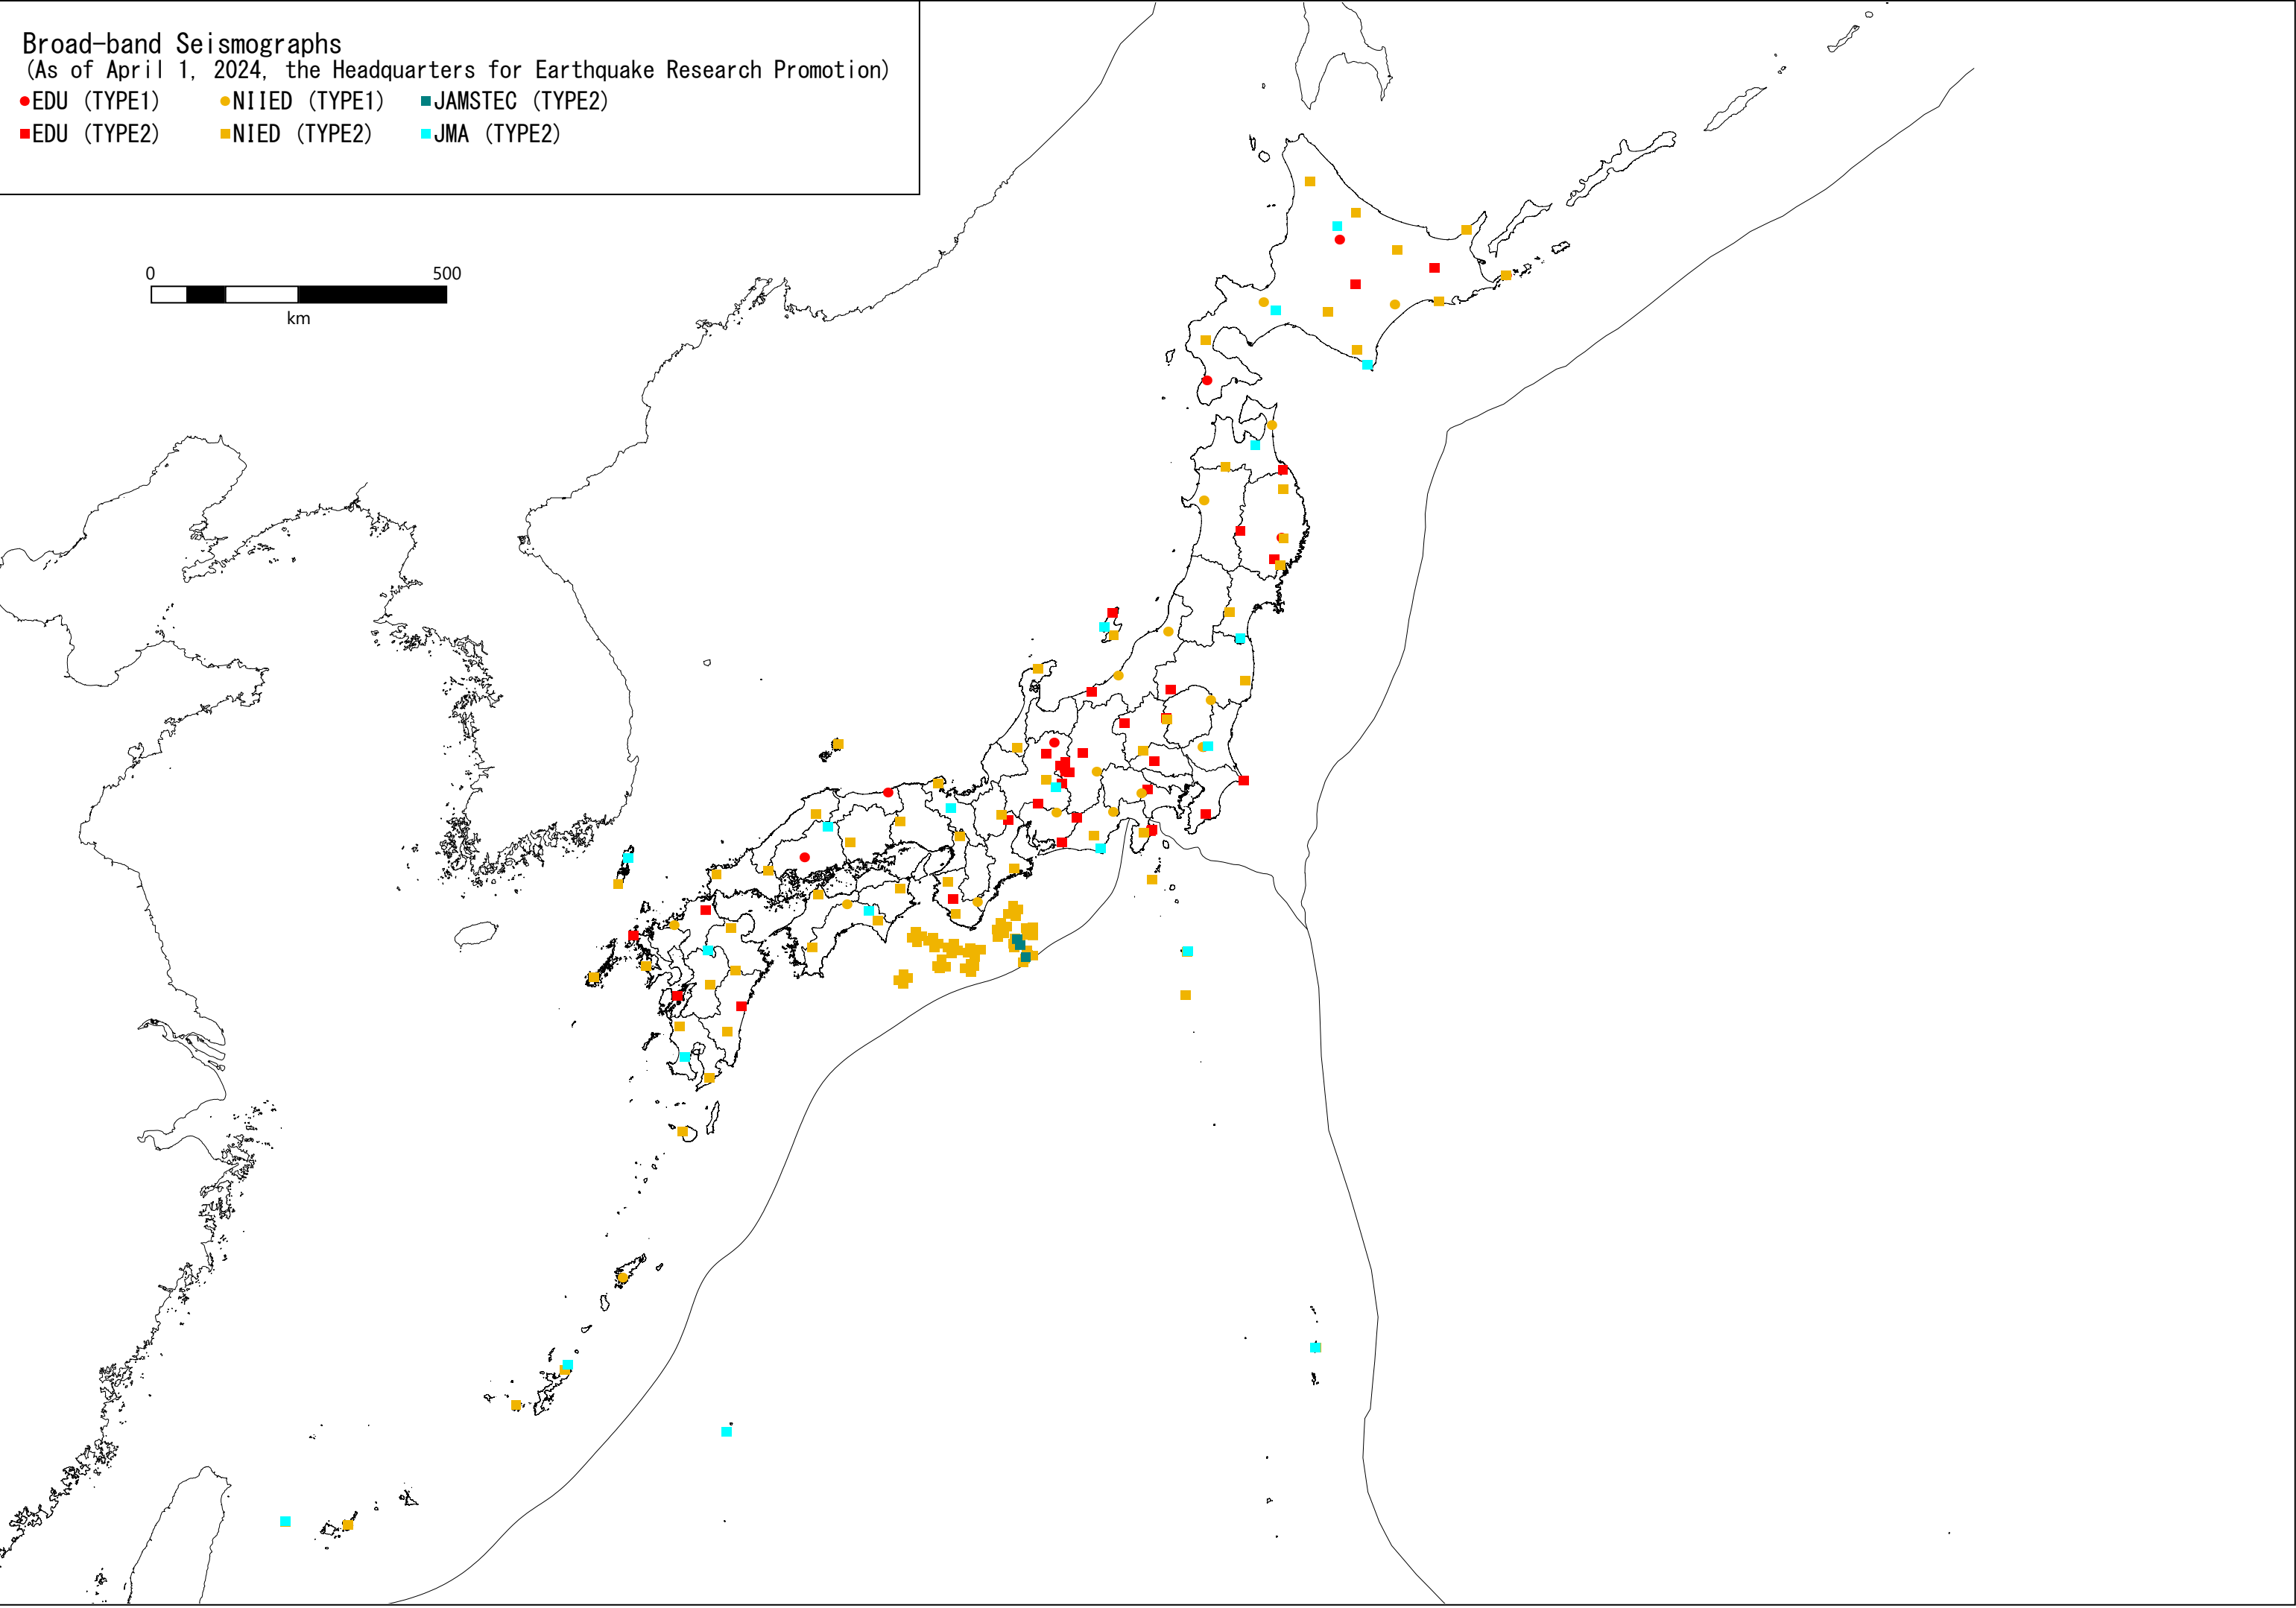 Broad-band Seismographs
(As of April 1, 2024, the Headquarters for Earthquake Research Promotion)
EDU (TYPE1) NIIED (TYPE1) JAMSTEC (TYPE2)
EDU (TYPE2) NIED (TYPE2) JMA (TYPE2)
0 500
km